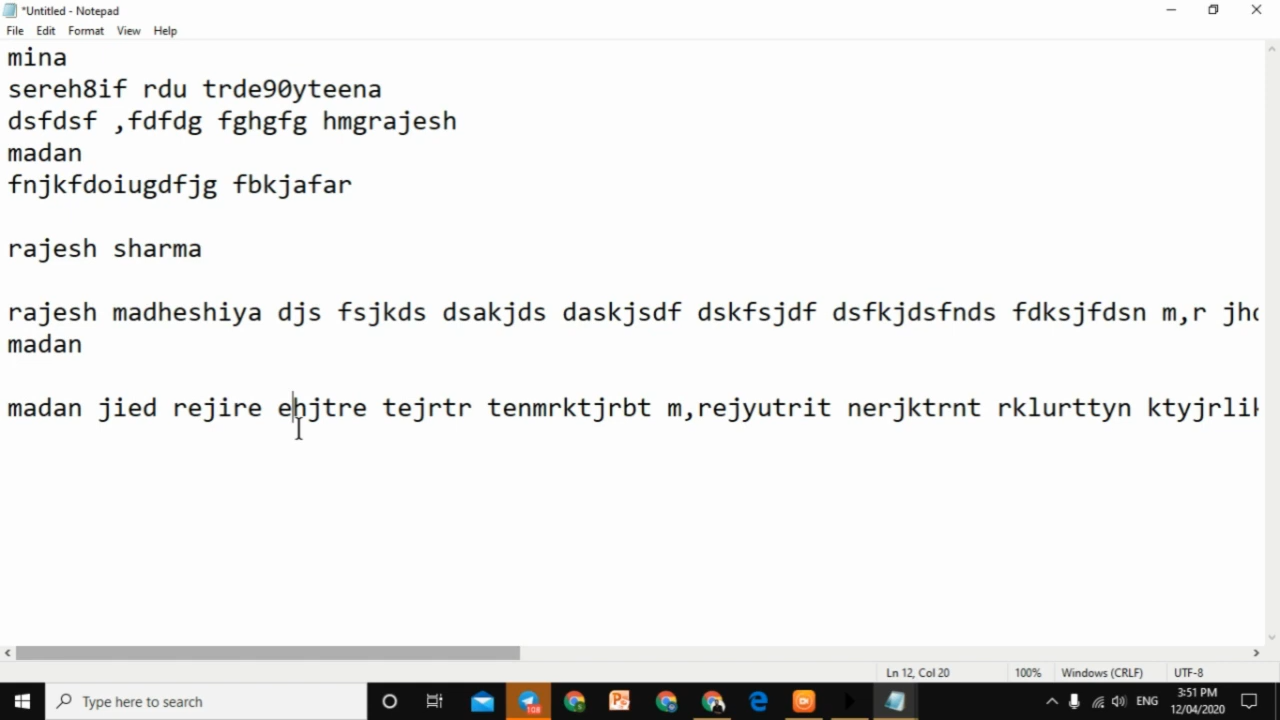 *Untitled - Notepad
File Edit Format View Help
mina
sereh8if rdu trde90yteena
dsfdsf ,fdfdg fghgfg hmgrajesh
madan
fnjkfdoiugdfjg fbkjafar
rajesh sharma
rajesh madheshiya djs fsjkds dsakjds daskjsdf dskfsjdf dsfkjdsfnds fdksjfdsn m,r
madan
madan jied rejire ehjtre tejrtr tenmrktjrbt m,rejyutrit nerjktrnt rklurttyn
Ln 12, Col 20 100% Windows (CRLF) UTF-8
Type here to search 108 ENG 3:51 PM
12/04/2020